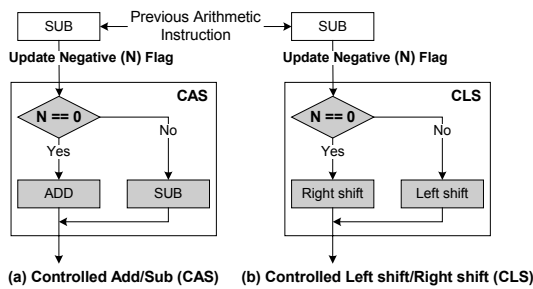 SUB
Previous Arithmetic
Instruction
SUB
Update Negative (N) Flag
Update Negative (N) Flag
CAS
N == 0
Yes
No
ADD
SUB
CLS
N == 0
Yes
No
Right shift
Left shift
(a) Controlled Add/Sub (CAS)
(b) Controlled Left shift/Right shift (CLS)